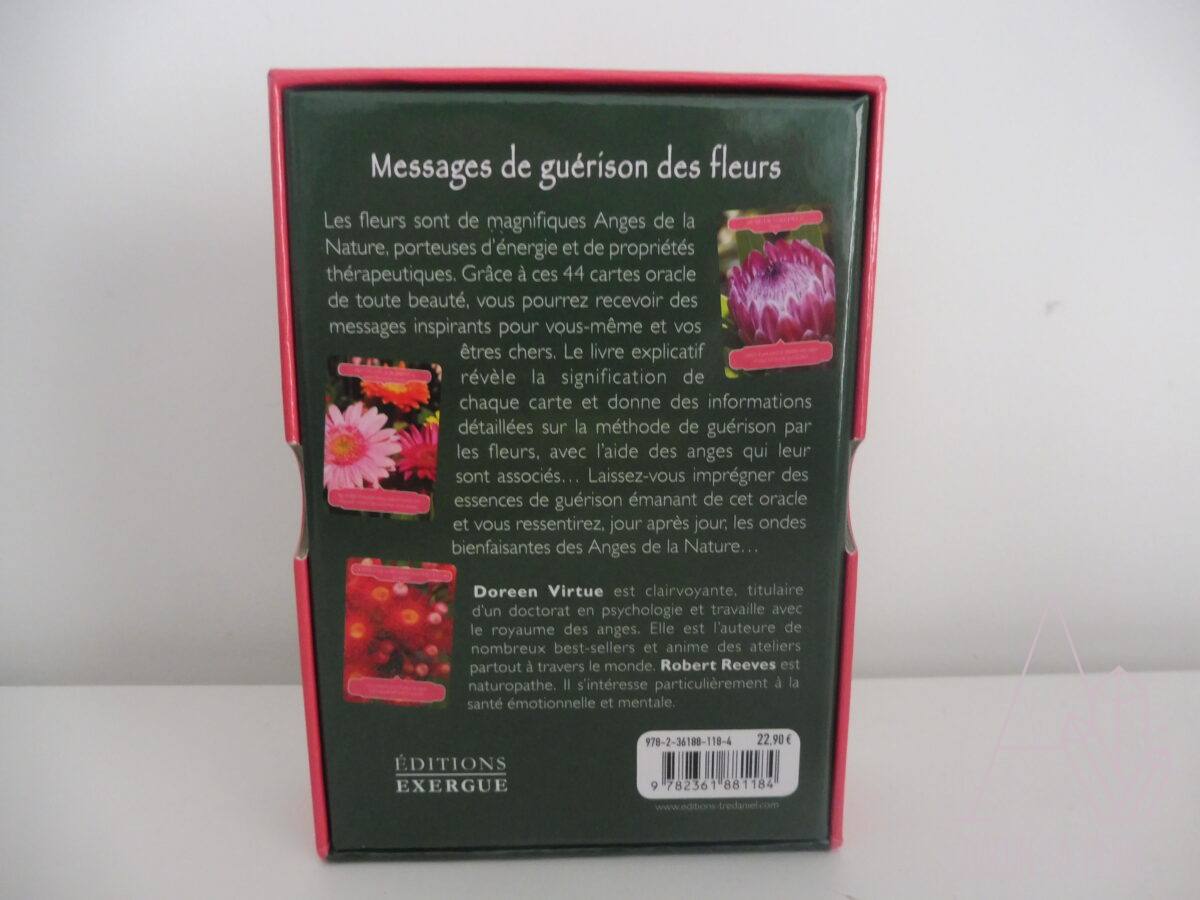 Messages de guérison des fleurs
Les fleurs sont de magnifiques Anges de la
Nature, porteuses d'énergie et de propriétés
thérapeutiques. Grâce à ces 44 cartes oracle
de toute beauté, vous pourrez recevoir des
messages inspirants pour vous-même et vos
êtres chers. Le livre explicatif
révèle la signification de
chaque carte et donne des informations
détaillées sur la méthode de guérison par
les fleurs, avec l'aide des anges qui leur
sont associés... Laissez-vous imprégner des
essences de guérison émanant de cet oracle
et vous ressentirez, jour après jour, les ondes
bienfaisantes des Anges de la Nature...
Doreen Virtue est clairvoyante, titulaire
d'un doctorat en psychologie et travaille avec
le royaume des anges. Elle est l'auteure de
nombreux best-sellers et anime des ateliers
partout à travers le monde. Robert Reeves est
naturopathe. Il s'intéresse particulièrement à la
santé émotionnelle et mentale.
ÉDITIONS
EXERGUE
978-2-36188-118-4 22,90 €
9 782361 881184
www.editions-tredaniel.com